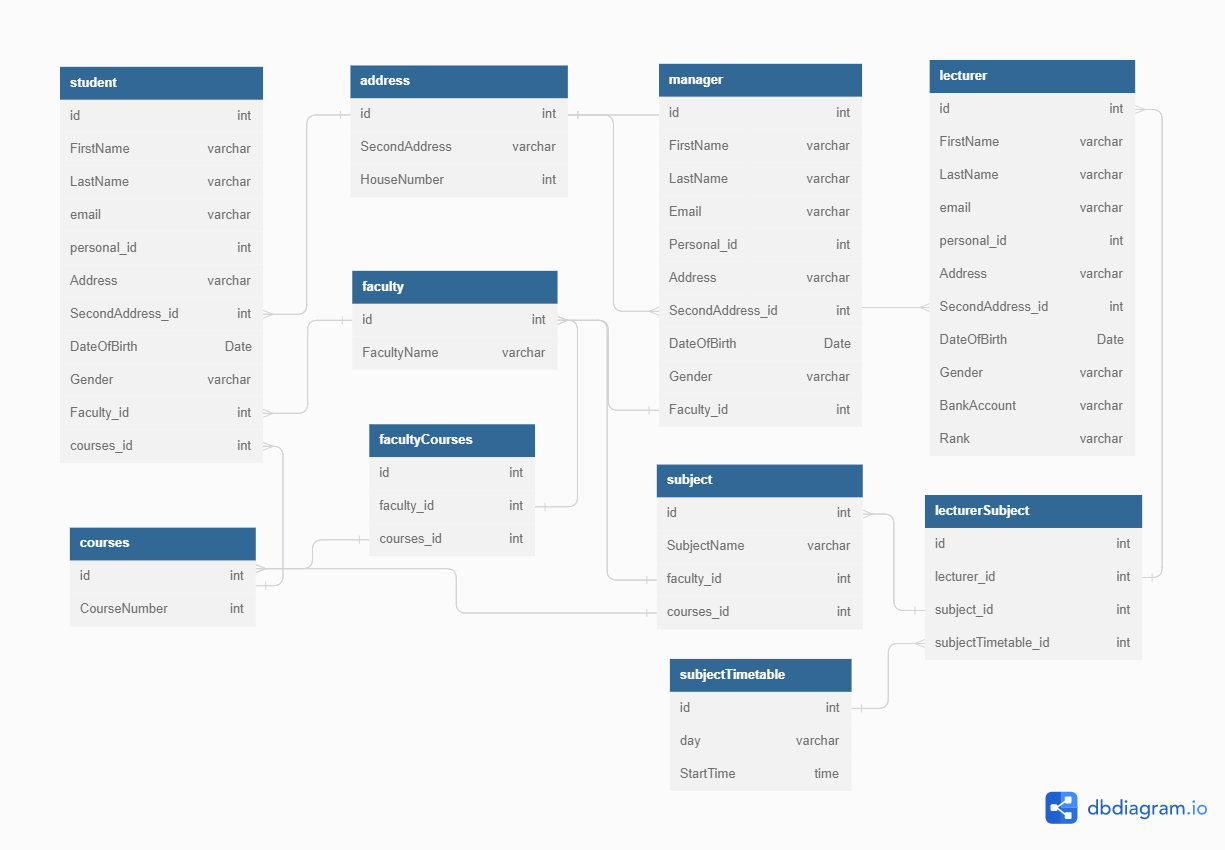 student
id int
FirstName varchar
LastName varchar
email varchar
personal_id int
Address varchar
SecondAddress_id int
DateOfBirth Date
Gender varchar
Faculty_id int
courses_id int
address
id int
SecondAddress varchar
HouseNumber int
manager
id int
FirstName varchar
LastName varchar
Email varchar
Personal_id int
Address varchar
SecondAddress_id int
DateOfBirth Date
Gender varchar
Faculty_id int
lecturer
id int
FirstName varchar
LastName varchar
email varchar
personal_id int
Address varchar
SecondAddress_id int
DateOfBirth Date
Gender varchar
BankAccount varchar
Rank varchar
faculty
id int
FacultyName varchar
facultyCourses
id int
faculty_id int
courses_id int
courses
id int
CourseNumber int
subject
id int
SubjectName varchar
faculty_id int
courses_id int
lecturerSubject
id int
lecturer_id int
subject_id int
subjectTimetable_id int
subjectTimetable
id int
day varchar
StartTime time
dbdiagram.io